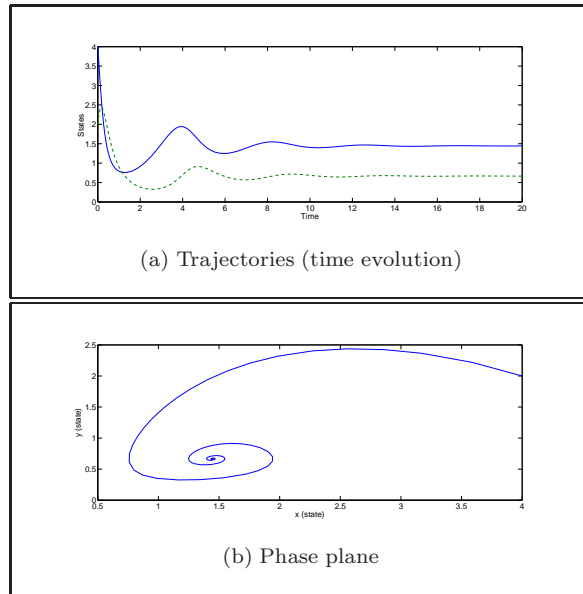 4
3.5
3
2.5
2
1.5
1
0.5
0
States
0 2 4 6 8 10 12 14 16 18 20
Time
(a) Trajectories (time evolution)
2.5
2
1.5
1
0.5
0
y (state)
0.5 1 1.5 2 2.5 3 3.5 4
x (state)
(b) Phase plane